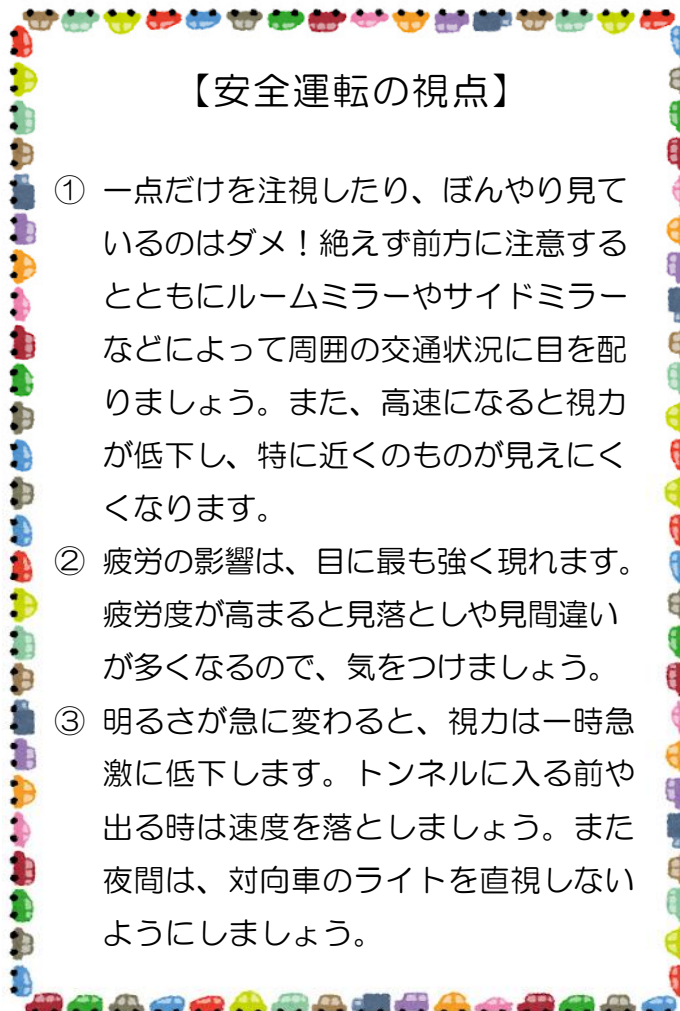 【安全運転の視点】
① 一点だけを注視したり、ぼんやり見て
いるのはダメ！絶えず前方に注意する
とともにルームミラーやサイドミラー
などによって周囲の交通状況に目を配
りましょう。また、高速になると視力
が低下し、特に近くのものが見えにく
くなります。
② 疲労の影響は、目に最も強く現れます。
疲労度が高まると見落としや見間違い
が多くなるので、気をつけましょう。
③ 明るさが急に変わると、視力は一時急
激に低下します。トンネルに入る前や
出る時は速度を落としましょう。また
夜間は、対向車のライトを直視しない
ようにしましょう。